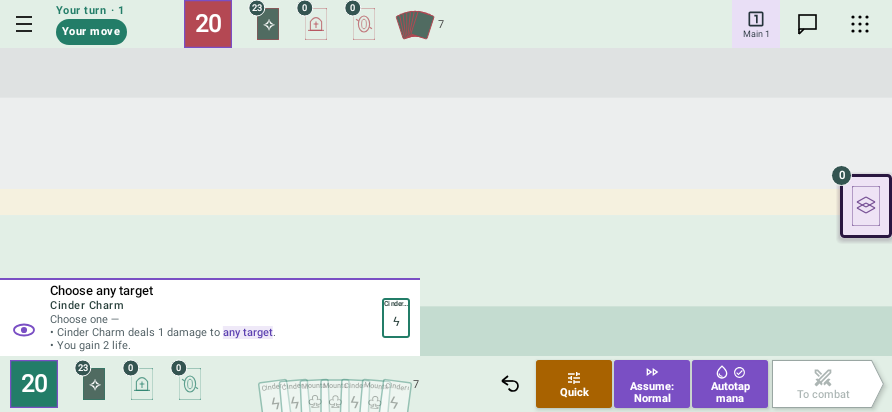 Your turn · 1
Your move
20
23
0
0
7
1
Main 1
0
Choose any target
Cinder Charm
Choose one —
• Cinder Charm deals 1 damage to any target.
• You gain 2 life.
Cinder...
20
23
0
0
7
Quick
Assume:
Normal
Autotap
mana
To combat